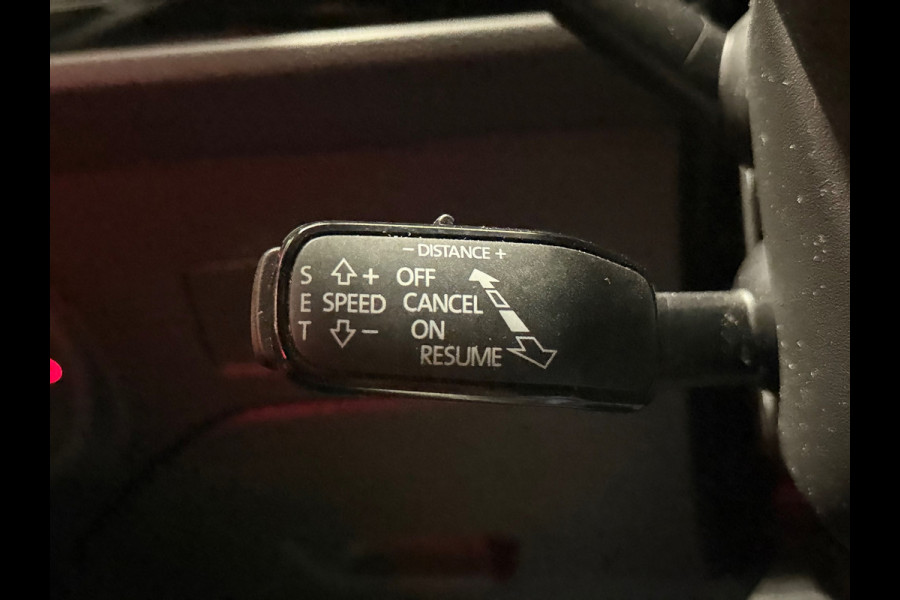 − DISTANCE +
S + OFF
E SPEED CANCEL
T − ON
RESUME